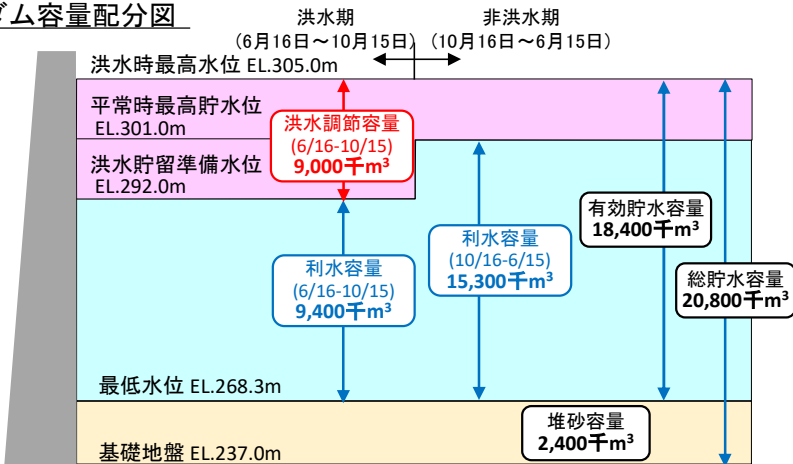 ダム容量配分図
洪水期
(6月16日~10月15日)
非洪水期
(10月16日~6月15日)
洪水時最高水位 EL.305.0m
平常時最高貯水位
EL.301.0m
洪水貯留準備水位
EL.292.0m
洪水調節容量
(6/16-10/15)
9,000千m³
利水容量
(6/16-10/15)
9,400千m³
利水容量
(10/16-6/15)
15,300千m³
有効貯水容量
18,400千m³
総貯水容量
20,800千m³
最低水位 EL.268.3m
堆砂容量
2,400千m³
基礎地盤 EL.237.0m